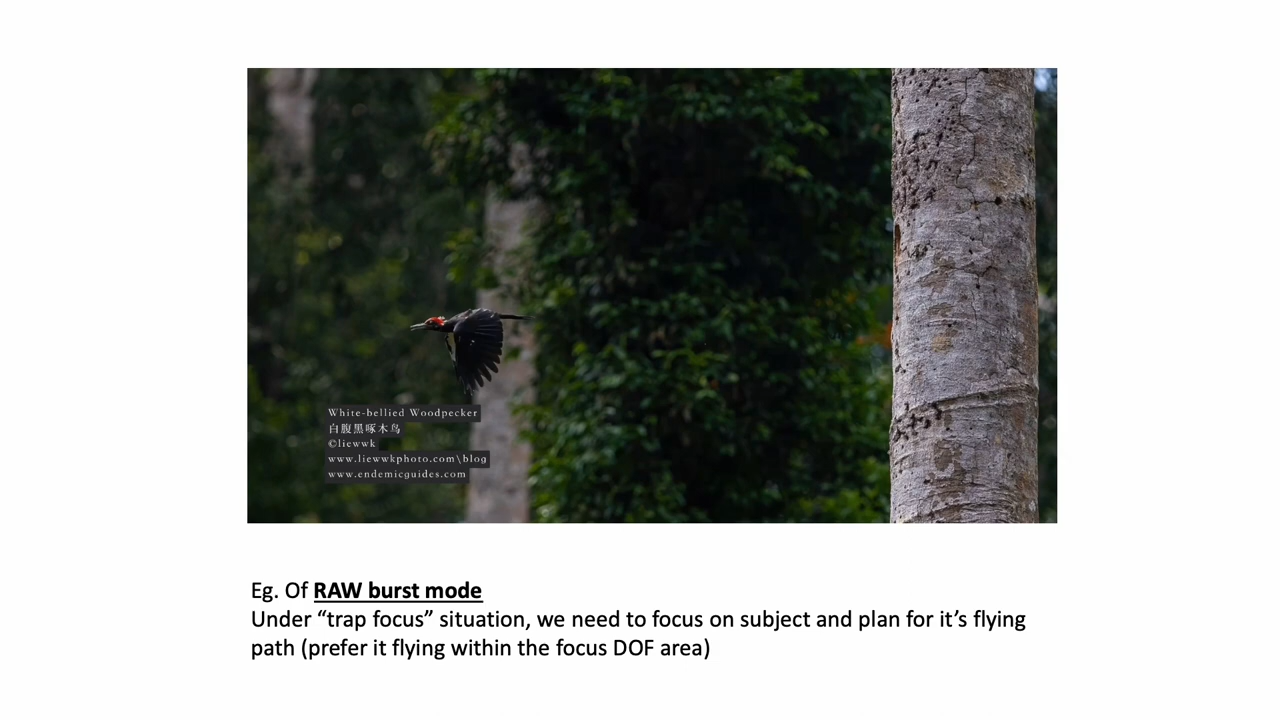 White-bellied Woodpecker
白腹黑啄木鸟
©liewwk
www.liewwkphoto.com\blog
www.endemicguides.com
Eg. Of RAW burst mode
Under “trap focus” situation, we need to focus on subject and plan for it’s flying
path (prefer it flying within the focus DOF area)